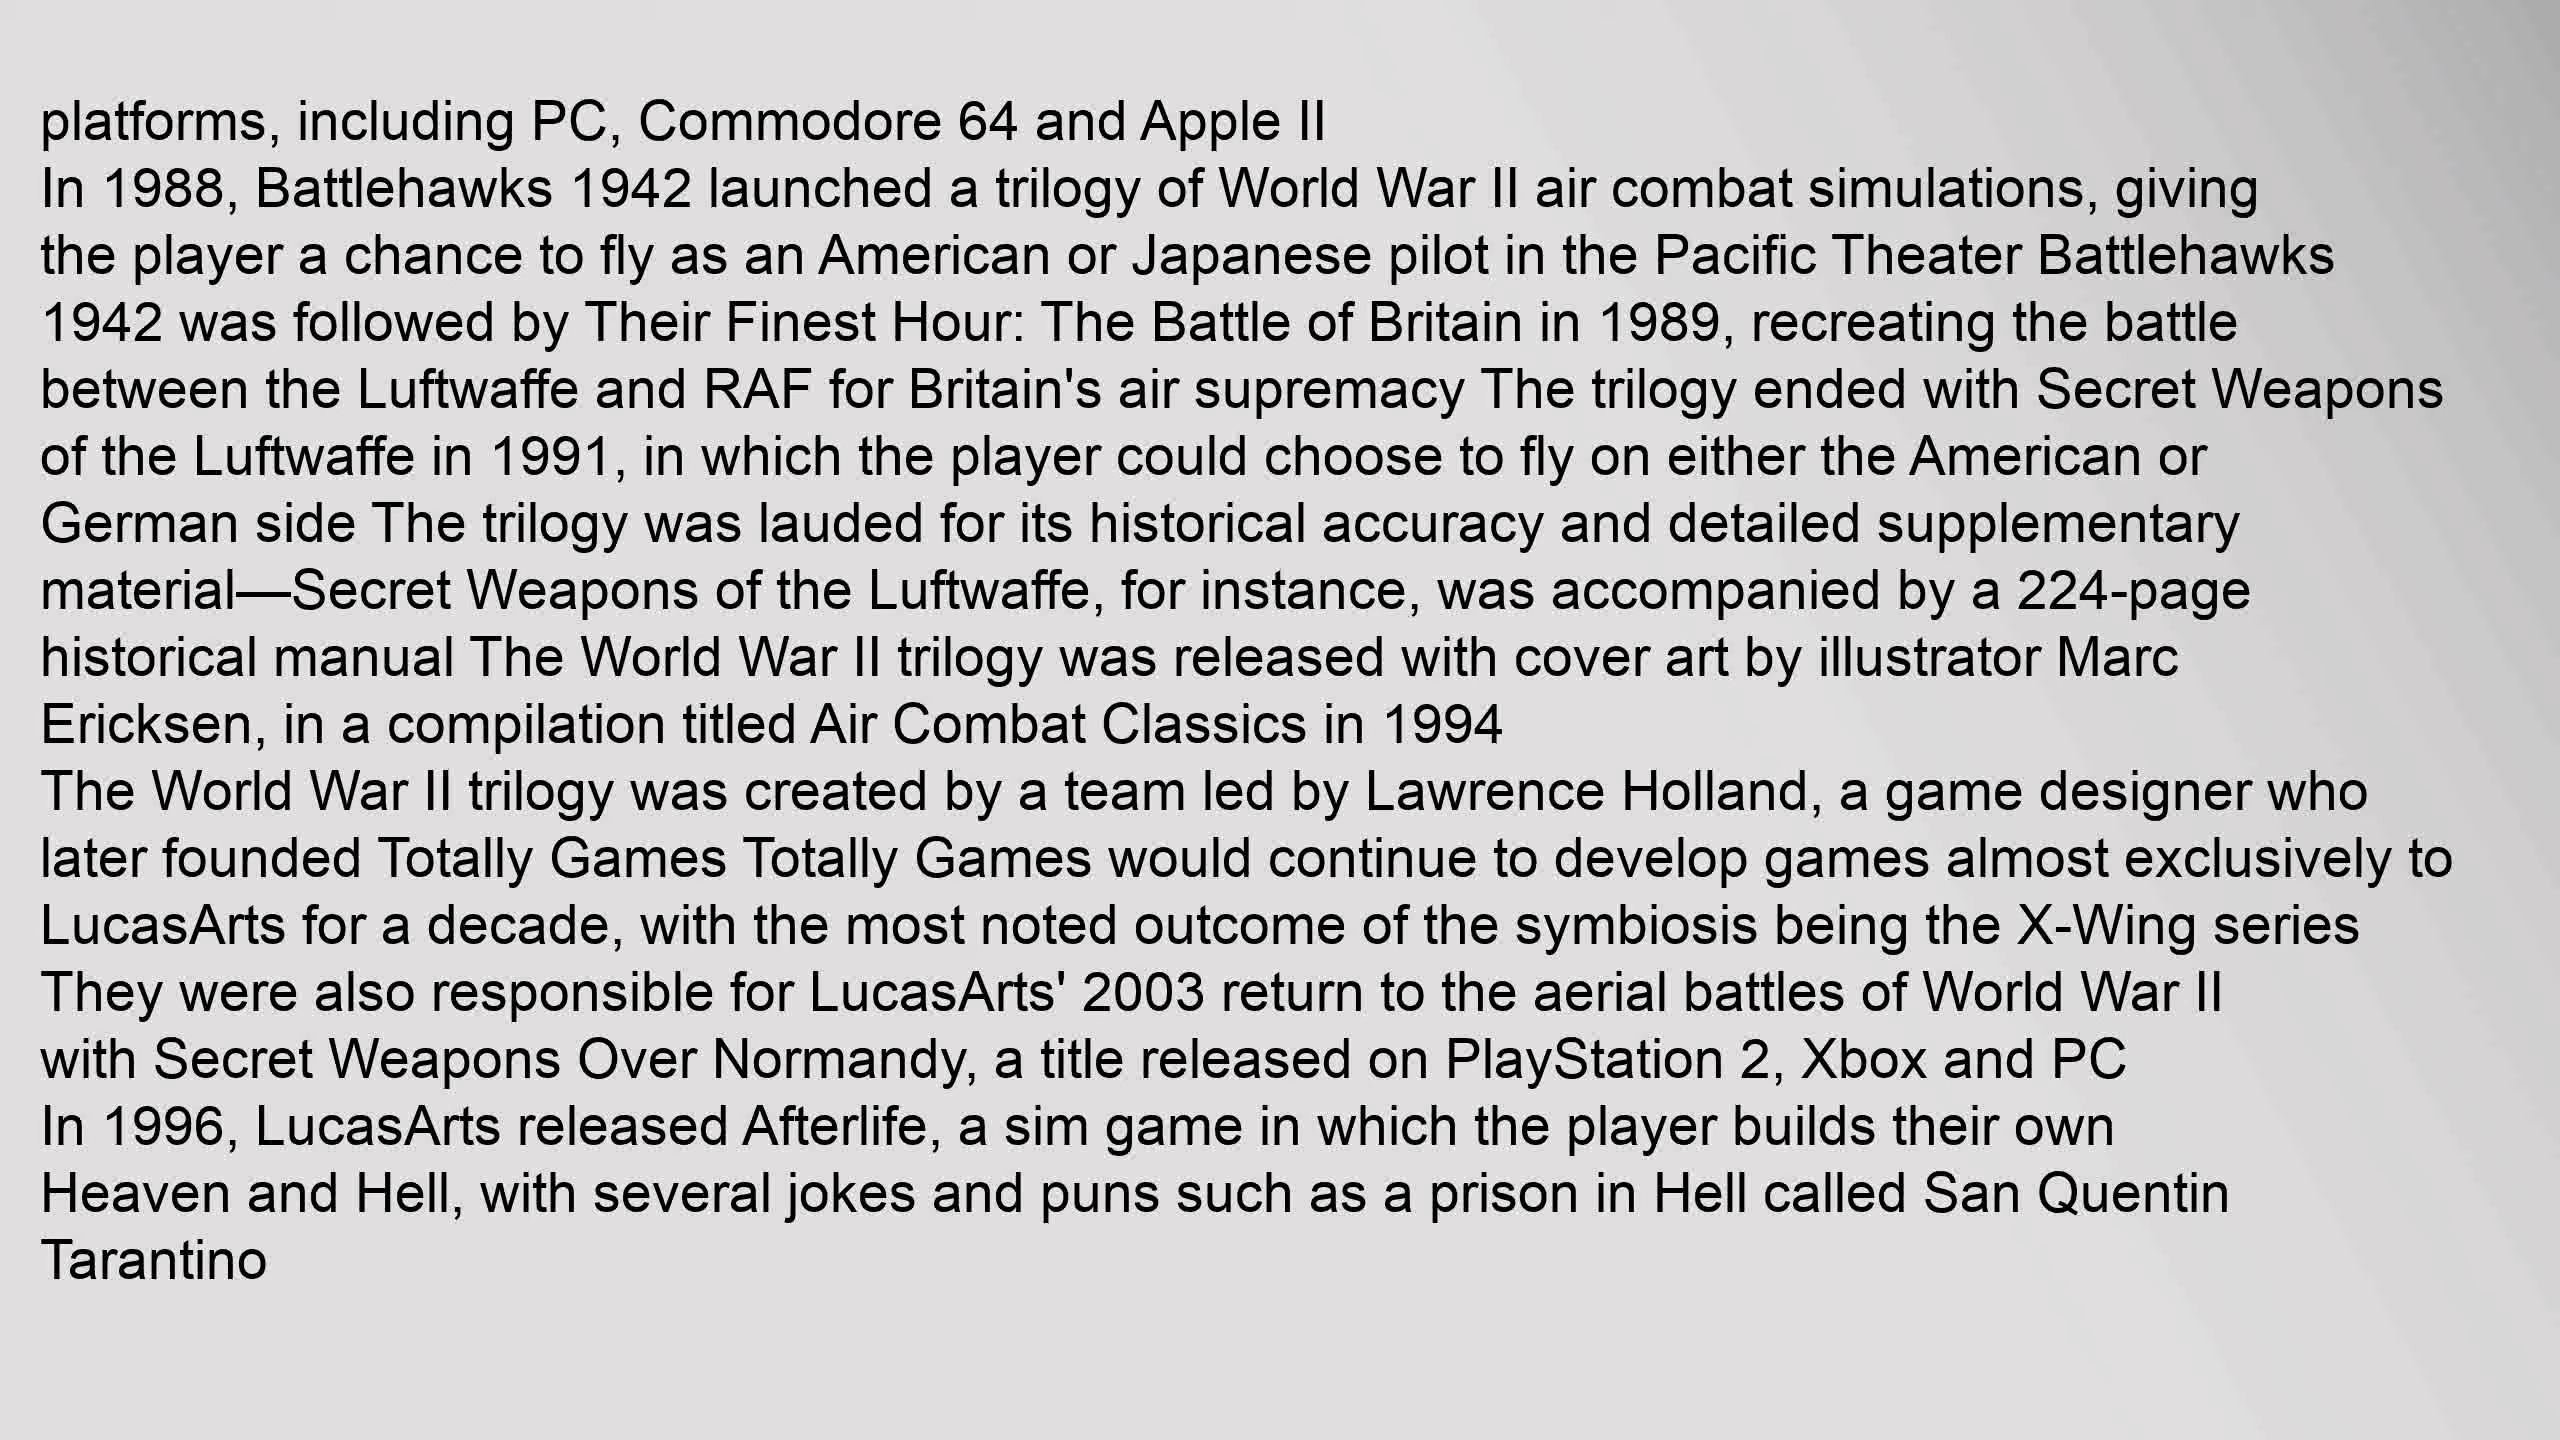 platforms, including PC, Commodore 64 and Apple II
In 1988, Battlehawks 1942 launched a trilogy of World War II air combat simulations, giving
the player a chance to fly as an American or Japanese pilot in the Pacific Theater Battlehawks
1942 was followed by Their Finest Hour: The Battle of Britain in 1989, recreating the battle
between the Luftwaffe and RAF for Britain's air supremacy The trilogy ended with Secret Weapons
of the Luftwaffe in 1991, in which the player could choose to fly on either the American or
German side The trilogy was lauded for its historical accuracy and detailed supplementary
material—Secret Weapons of the Luftwaffe, for instance, was accompanied by a 224-page
historical manual The World War II trilogy was released with cover art by illustrator Marc
Ericksen, in a compilation titled Air Combat Classics in 1994
The World War II trilogy was created by a team led by Lawrence Holland, a game designer who
later founded Totally Games Totally Games would continue to develop games almost exclusively to
LucasArts for a decade, with the most noted outcome of the symbiosis being the X-Wing series
They were also responsible for LucasArts' 2003 return to the aerial battles of World War II
with Secret Weapons Over Normandy, a title released on PlayStation 2, Xbox and PC
In 1996, LucasArts released Afterlife, a sim game in which the player builds their own
Heaven and Hell, with several jokes and puns such as a prison in Hell called San Quentin
Tarantino